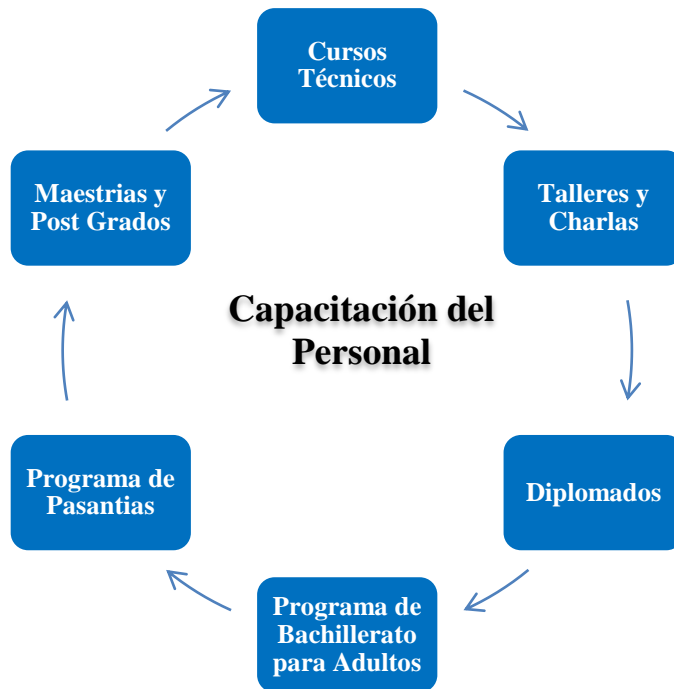 Cursos
Técnicos
Talleres y
Charlas
Diplomados
Programa de
Bachillerato
para Adultos
Programa de
Pasantias
Maestrias y
Post Grados
Capacitación del
Personal